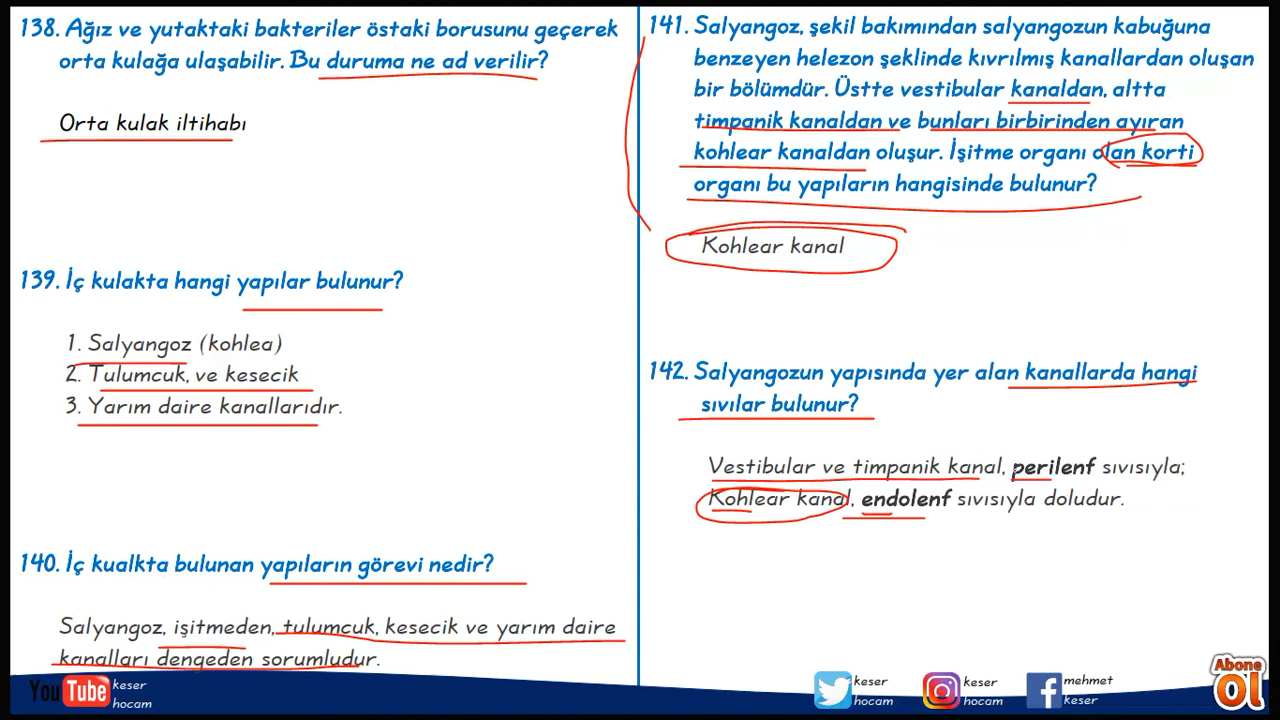 138. Ağız ve yutaktaki bakteriler östaki borusunu geçerek
orta kulağa ulaşabilir. Bu duruma ne ad verilir?
Orta kulak iltihabı
139. İç kulakta hangi yapılar bulunur?
1. Salyangoz (kohlea)
2. Tulumcuk, ve kesecik
3. Yarım daire kanallarıdır.
140. İç kualkta bulunan yapıların görevi nedir?
Salyangoz, işitmeden, tulumcuk, kesecik ve yarım daire
kanalları dengeden sorumludur.
141. Salyangoz, şekil bakımından salyangozun kabuğuna
benzeyen helezon şeklinde kıvrılmış kanallardan oluşan
bir bölümdür. Üstte vestibular kanaldan, altta
timpanik kanaldan ve bunları birbirinden ayıran
kohlear kanaldan oluşur. İşitme organı olan korti
organı bu yapıların hangisinde bulunur?
Kohlear kanal
142. Salyangozun yapısında yer alan kanallarda hangi
sıvılar bulunur?
Vestibular ve timpanik kanal, perilenf sıvısıyla;
Kohlear kanal, endolenf sıvısıyla doludur.
YouTube keser
hocam
keser
hocam
keser
hocam
mehmet
keser
Abone
OL